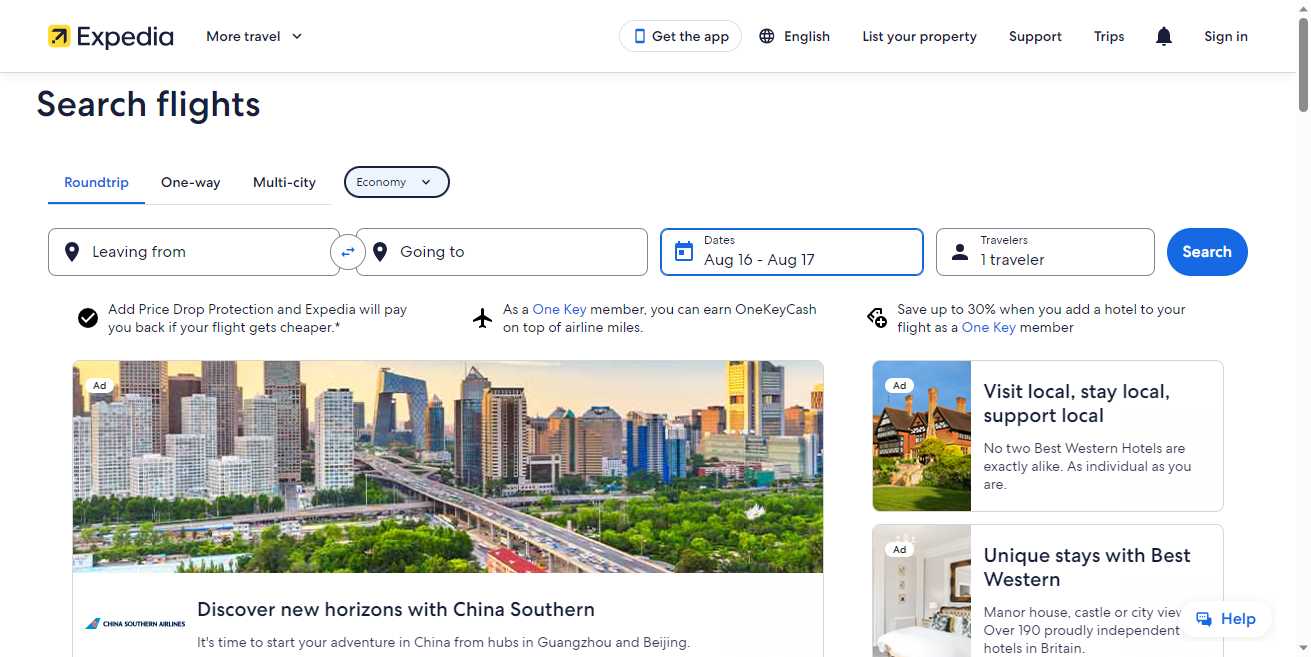 Expedia
More travel
Get the app
English
List your property
Support
Trips
Sign in
Search flights
Roundtrip
One-way
Multi-city
Economy
Leaving from
Going to
Dates
Aug 16 - Aug 17
Travelers
1 traveler
Search
Add Price Drop Protection and Expedia will pay
you back if your flight gets cheaper.*
As a One Key member, you can earn OneKeyCash
on top of airline miles.
Save up to 30% when you add a hotel to your
flight as a One Key member
Ad
CHINA SOUTHERN AIRLINES
Discover new horizons with China Southern
It's time to start your adventure in China from hubs in Guangzhou and Beijing.
Ad
Visit local, stay local,
support local
No two Best Western Hotels are
exactly alike. As individual as you
are.
Ad
Unique stays with Best
Western
Manor house, castle or city
Over 190 proudly independent
hotels in Britain.
Help